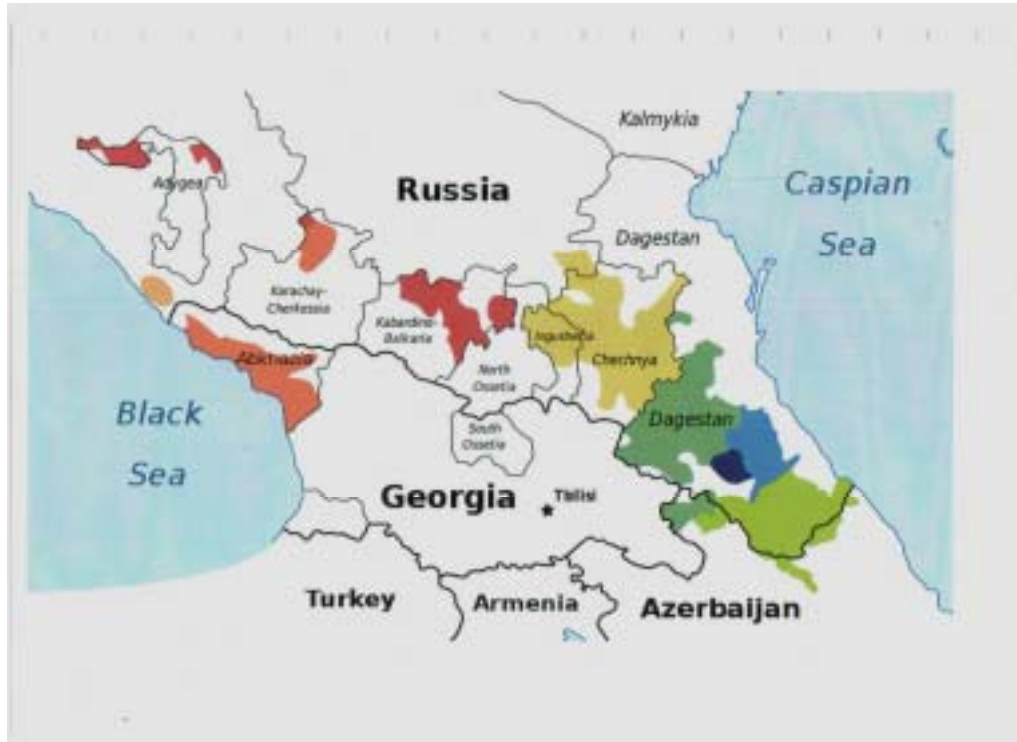 Kalmykia
Adygea
Russia
Caspian
Sea
Dagestan
Karachay-
Cherkessia
Kabardino-
Balkaria
Ingushetia
Chechnya
Abkhazia
North
Ossetia
Black
Sea
South
Ossetia
Dagestan
Georgia
Tbilisi
Turkey
Armenia
Azerbaijan